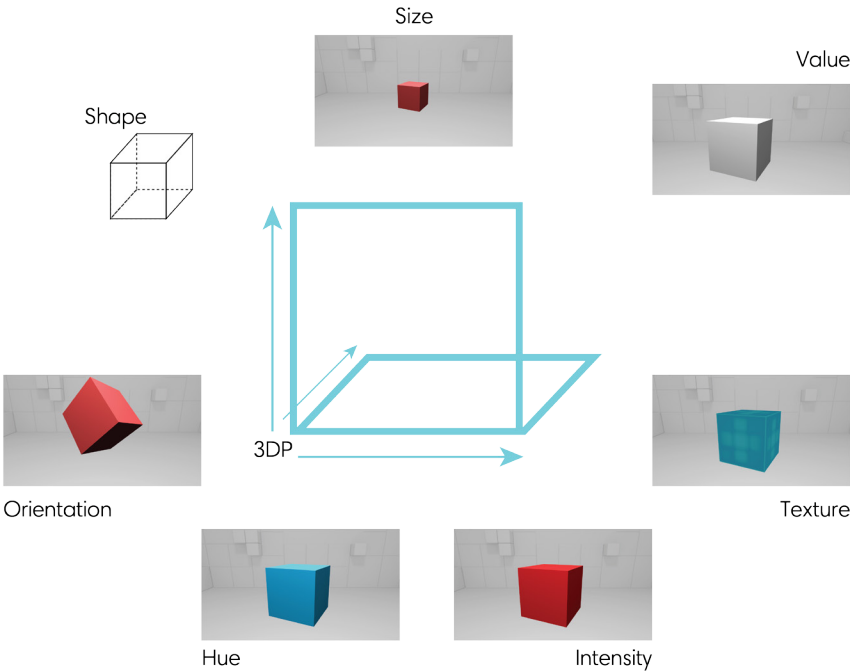 Size
Value
Shape
3DP
Orientation
Texture
Hue
Intensity